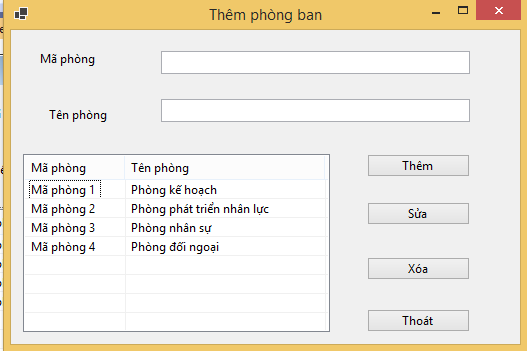 Thêm phòng ban
Mã phòng
Tên phòng
Mã phòng Tên phòng
Mã phòng 1 Phòng kế hoạch
Mã phòng 2 Phòng phát triển nhân lực
Mã phòng 3 Phòng nhân sự
Mã phòng 4 Phòng đối ngoại
Thêm
Sửa
Xóa
Thoát